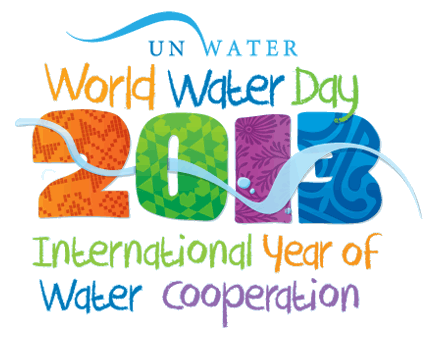 UN WATER
World Water Day
2013
International Year of
Water Cooperation